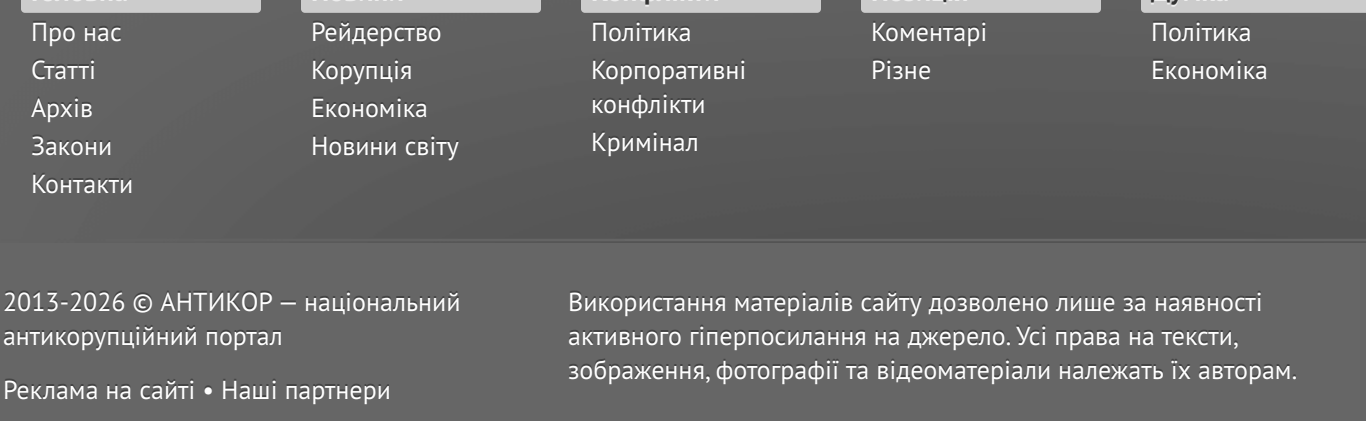 Про нас
Статті
Архів
Закони
Контакти
Рейдерство
Корупція
Економіка
Новини світу
Політика
Корпоративні
конфлікти
Кримінал
Коментарі
Різне
Політика
Економіка
2013-2026 © АНТИКОР — національний
антикорупційний портал
Реклама на сайті • Наші партнери
Використання матеріалів сайту дозволено лише за наявності
активного гіперпосилання на джерело. Усі права на тексти,
зображення, фотографії та відеоматеріали належать їх авторам.